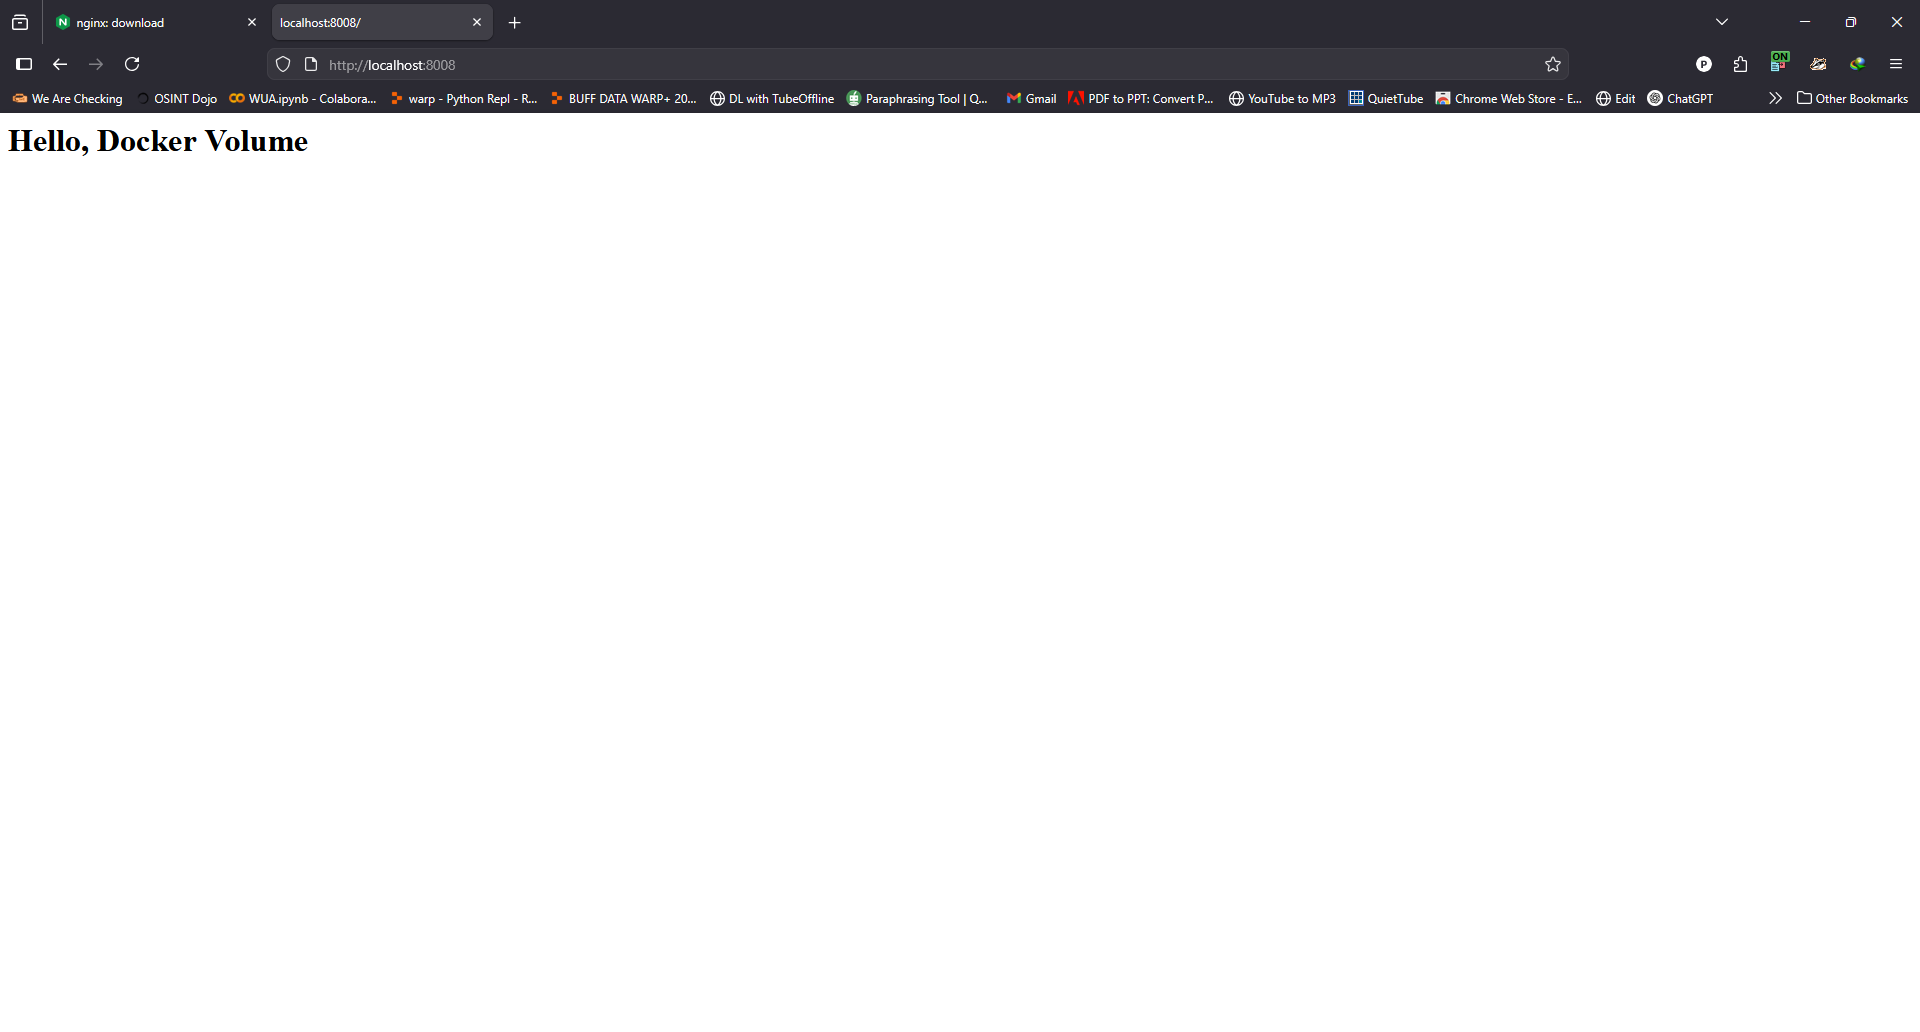 nginx: download
localhost:8008/
http://localhost:8008
We Are Checking
OSINT Dojo
WUA.ipynb - Colabora...
warp - Python Repl - R...
BUFF DATA WARP+ 20...
DL with TubeOffline
Paraphrasing Tool | Q...
Gmail
PDF to PPT: Convert P...
YouTube to MP3
QuietTube
Chrome Web Store - E...
Edit
ChatGPT
Other Bookmarks
P
ON
Hello, Docker Volume